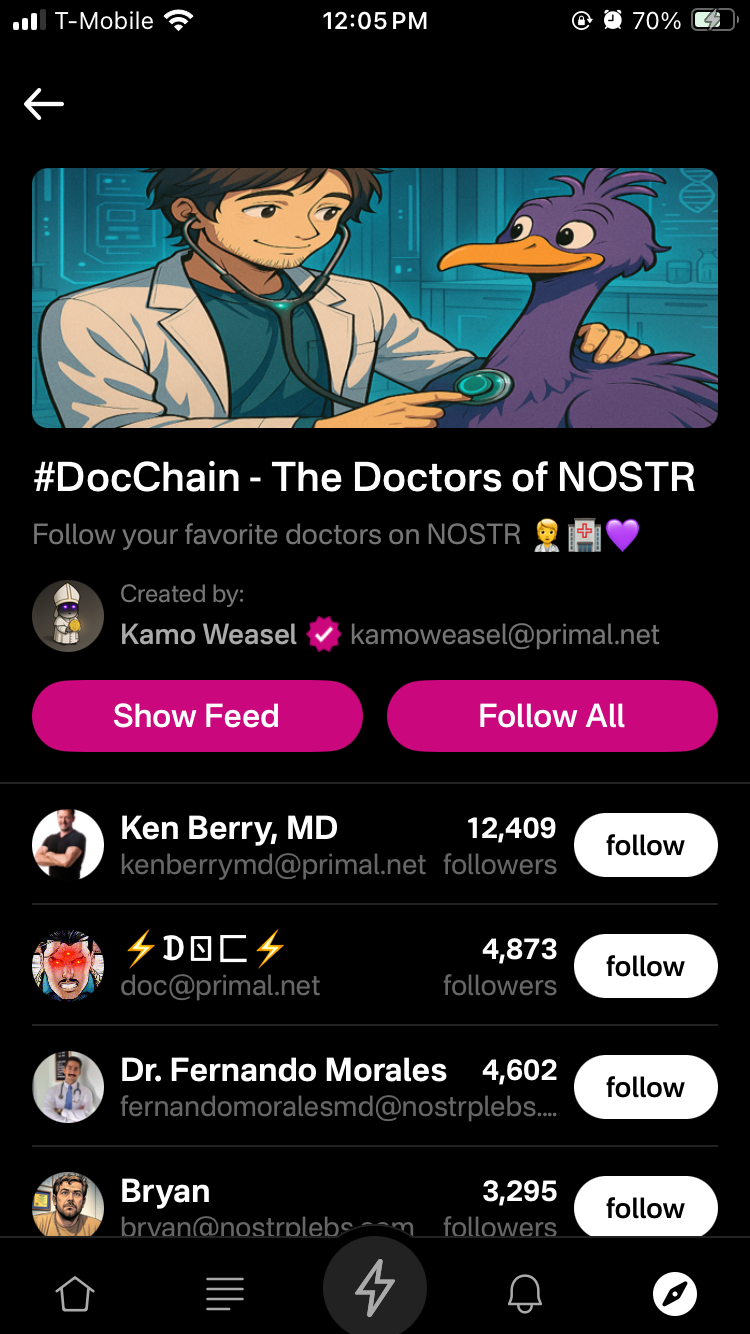 T-Mobile 12:05 PM 70%
#DocChain - The Doctors of NOSTR
Follow your favorite doctors on NOSTR 🧑‍⚕️🏥💜
Created by:
Kamo Weasel kamoweasel@primal.net
Show Feed Follow All
Ken Berry, MD 12,409 follow
kenberrymd@primal.net followers
⚡ 4,873 follow
doc@primal.net followers
Dr. Fernando Morales 4,602 follow
fernandomoralesmd@nostrplebs....
Bryan 3,295 follow
bryan@nostrplebs.com followers